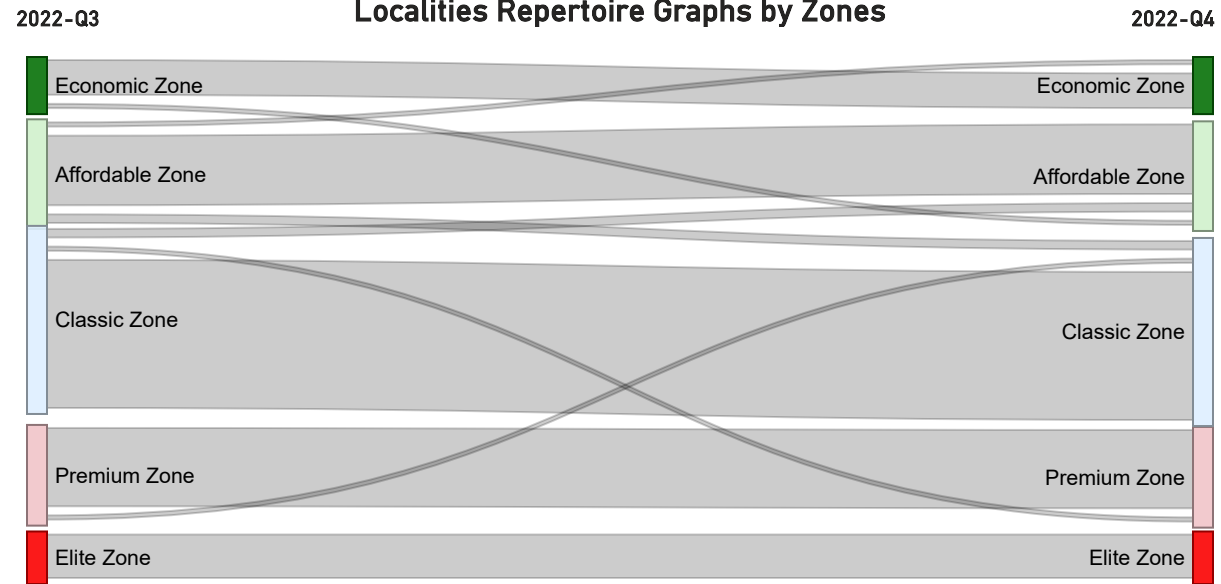 Localities Repertoire Graphs by Zones
2022-Q3
2022-Q4
Economic Zone
Economic Zone
Affordable Zone
Affordable Zone
Classic Zone
Classic Zone
Premium Zone
Premium Zone
Elite Zone
Elite Zone